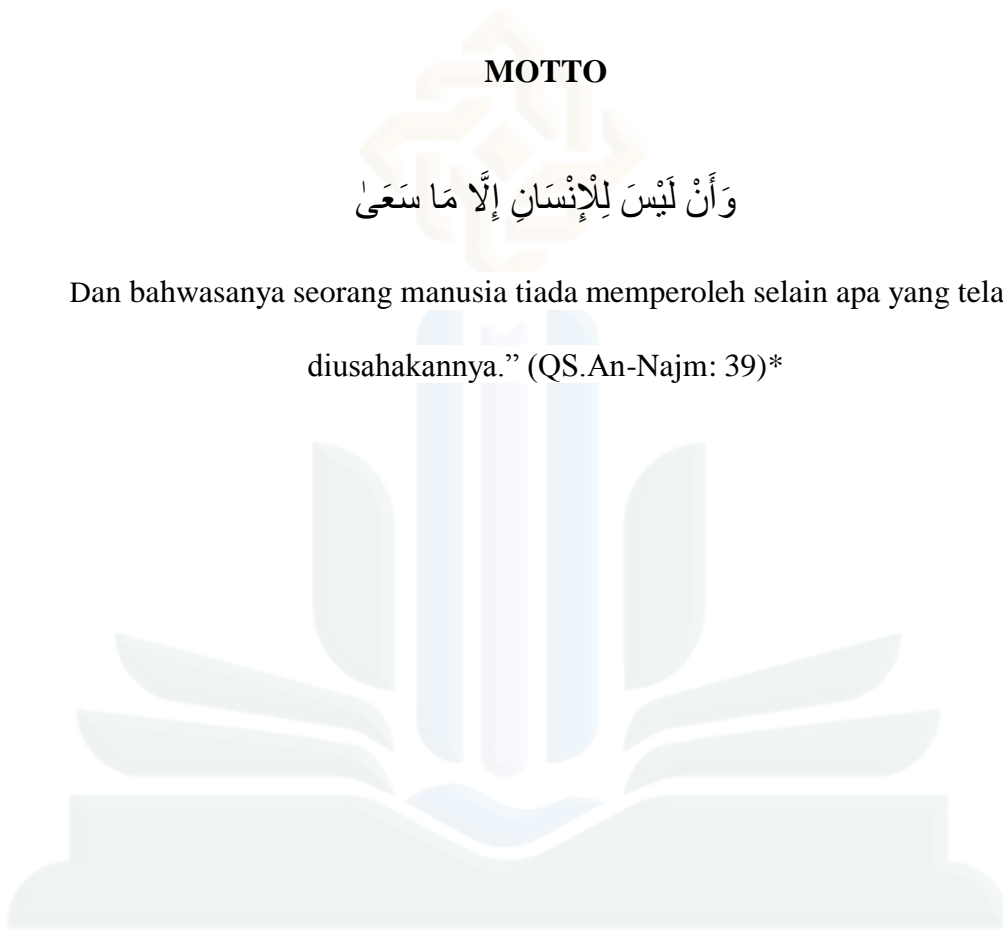 MOTTO
وَأَنْ لَيْسَ لِلْإِنْسَانِ إِلَّا مَا سَعَىٰ
Dan bahwasanya seorang manusia tiada memperoleh selain apa yang tela
diusahakannya.” (QS.An-Najm: 39)*